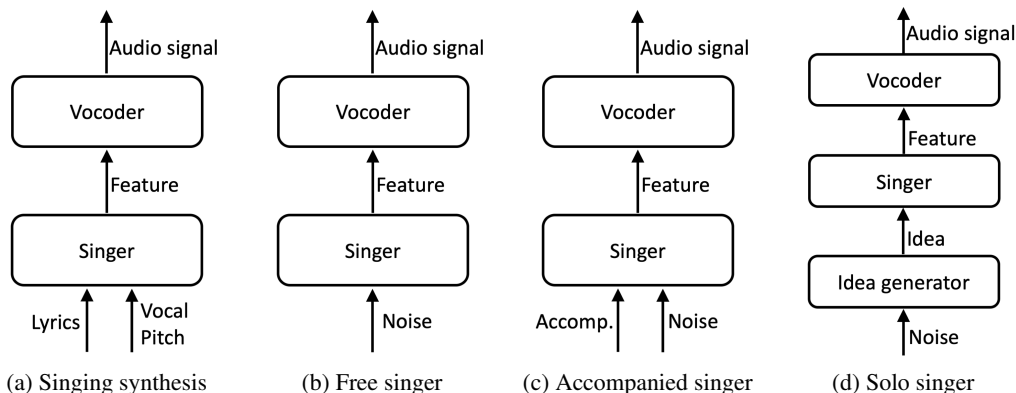 Audio signal
Vocoder
Feature
Singer
Lyrics
Vocal
Pitch
(a) Singing synthesis
Audio signal
Vocoder
Feature
Singer
Noise
(b) Free singer
Audio signal
Vocoder
Feature
Singer
Accomp.
Noise
(c) Accompanied singer
Audio signal
Vocoder
Feature
Singer
Idea
Idea generator
Noise
(d) Solo singer